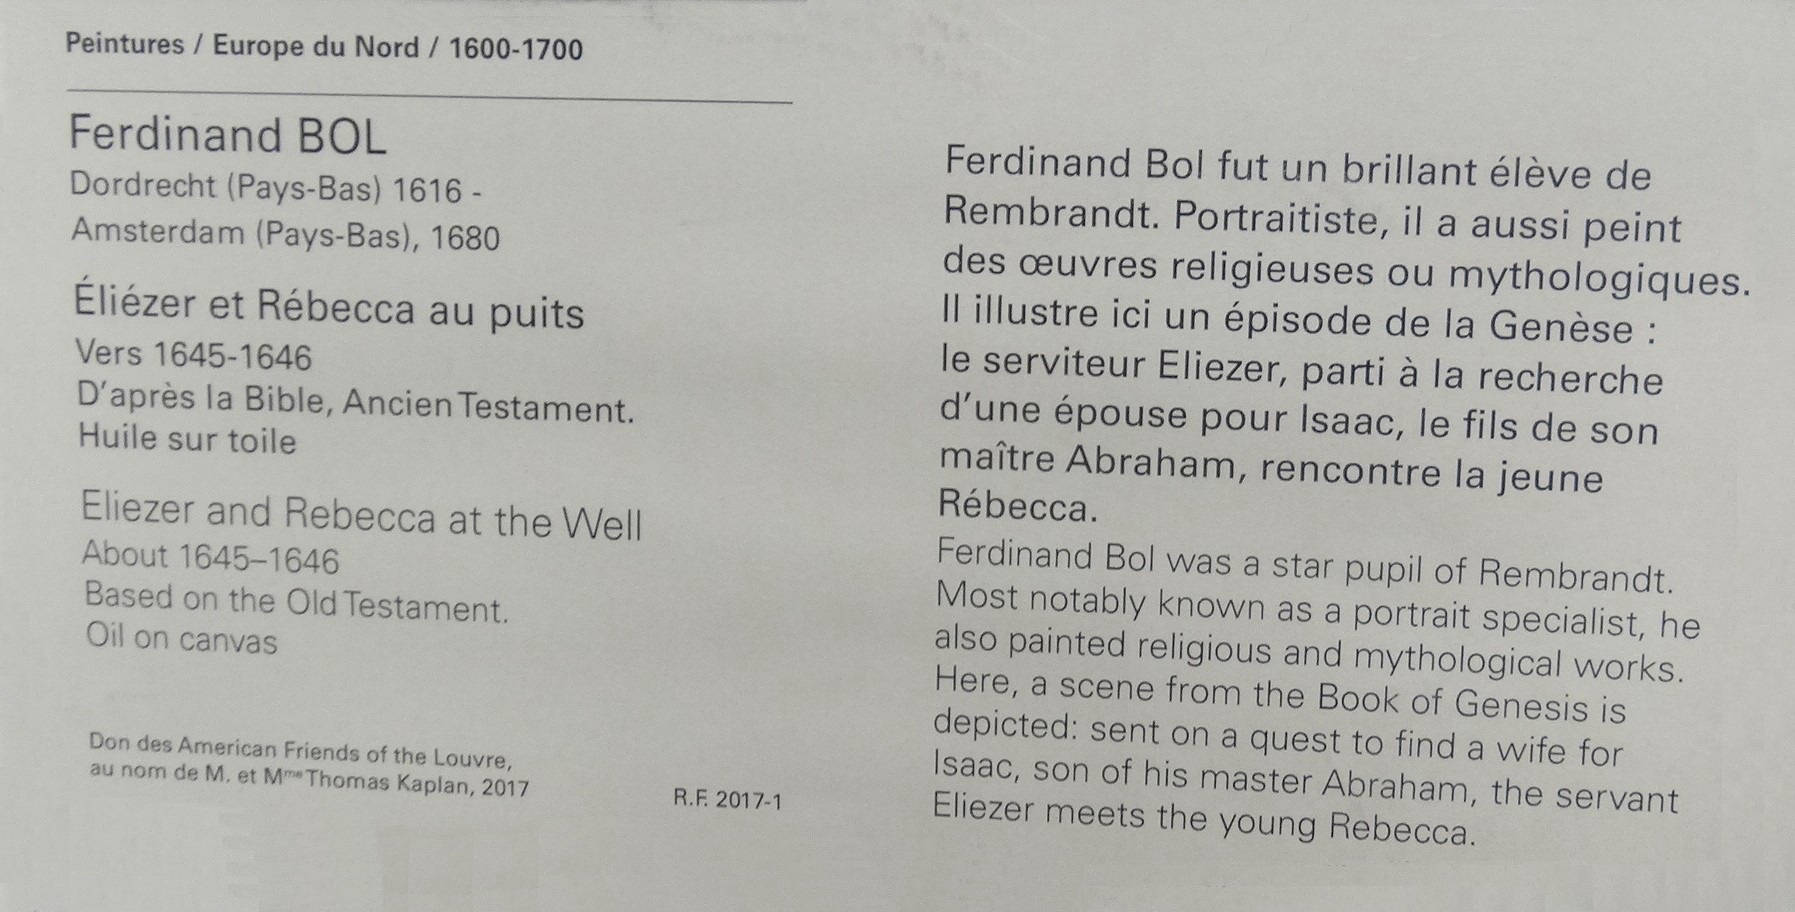 Peintures / Europe du Nord / 1600-1700
Ferdinand BOL
Dordrecht (Pays-Bas) 1616 -
Amsterdam (Pays-Bas), 1680
Éliézer et Rébecca au puits
Vers 1645-1646
D'après la Bible, Ancien Testament.
Huile sur toile
Eliezer and Rebecca at the Well
About 1645–1646
Based on the Old Testament.
Oil on canvas
Don des American Friends of the Louvre,
au nom de M. et Mme Thomas Kaplan, 2017
R.F. 2017-1
Ferdinand Bol fut un brillant élève de
Rembrandt. Portraitiste, il a aussi peint
des œuvres religieuses ou mythologiques.
Il illustre ici un épisode de la Genèse :
le serviteur Eliezer, parti à la recherche
d'une épouse pour Isaac, le fils de son
maître Abraham, rencontre la jeune
Rébecca.
Ferdinand Bol was a star pupil of Rembrandt.
Most notably known as a portrait specialist, he
also painted religious and mythological works.
Here, a scene from the Book of Genesis is
depicted: sent on a quest to find a wife for
Isaac, son of his master Abraham, the servant
Eliezer meets the young Rebecca.